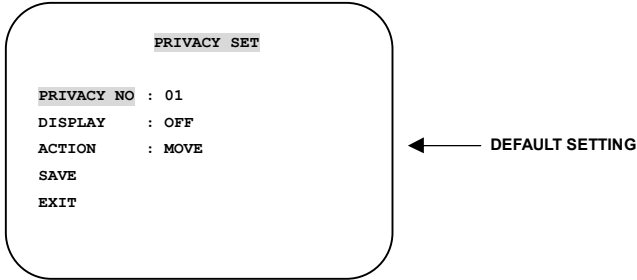 PRIVACY SET
PRIVACY NO : 01
DISPLAY : OFF
ACTION : MOVE
SAVE
EXIT
DEFAULT SETTING